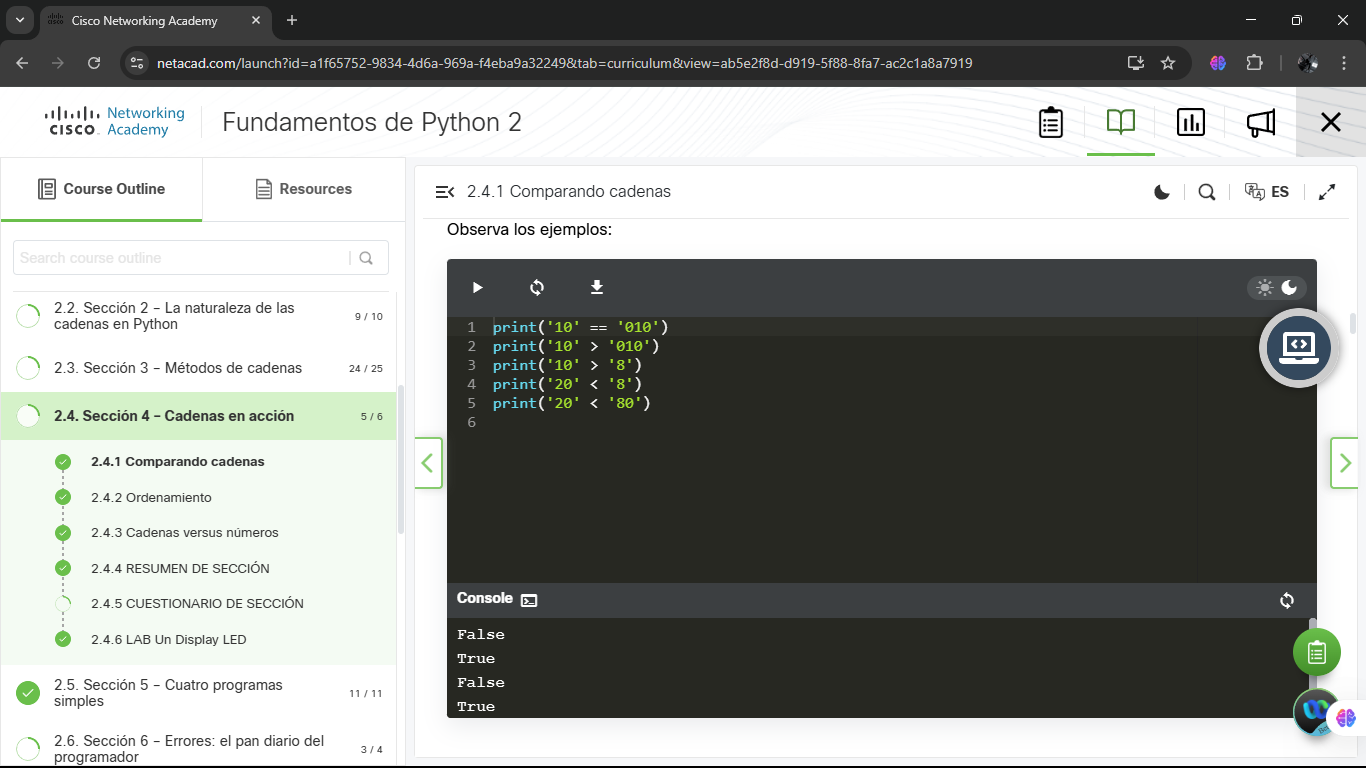 Cisco Networking Academy
netacad.com/launch?id=a1f65752-9834-4d6a-969a-f4eba9a32249&tab=curriculum&view=ab5e2f8d-d919-5f88-8fa7-ac2c1a8a7919
CISCO Networking Academy
Fundamentos de Python 2
Course Outline
Resources
Search course outline
2.2. Sección 2 – La naturaleza de las
cadenas en Python
9 / 10
2.3. Sección 3 – Métodos de cadenas
24 / 25
2.4. Sección 4 – Cadenas en acción
5 / 6
2.4.1 Comparando cadenas
2.4.2 Ordenamiento
2.4.3 Cadenas versus números
2.4.4 RESUMEN DE SECCIÓN
2.4.5 CUESTIONARIO DE SECCIÓN
2.4.6 LAB Un Display LED
2.5. Sección 5 – Cuatro programas
simples
11 / 11
2.6. Sección 6 – Errores: el pan diario del
programador
3 / 4
2.4.1 Comparando cadenas
ES
Observa los ejemplos:
1 print('10' == '010')
2 print('10' > '010')
3 print('10' > '8')
4 print('20' < '8')
5 print('20' < '80')
6
Console
False
True
False
True